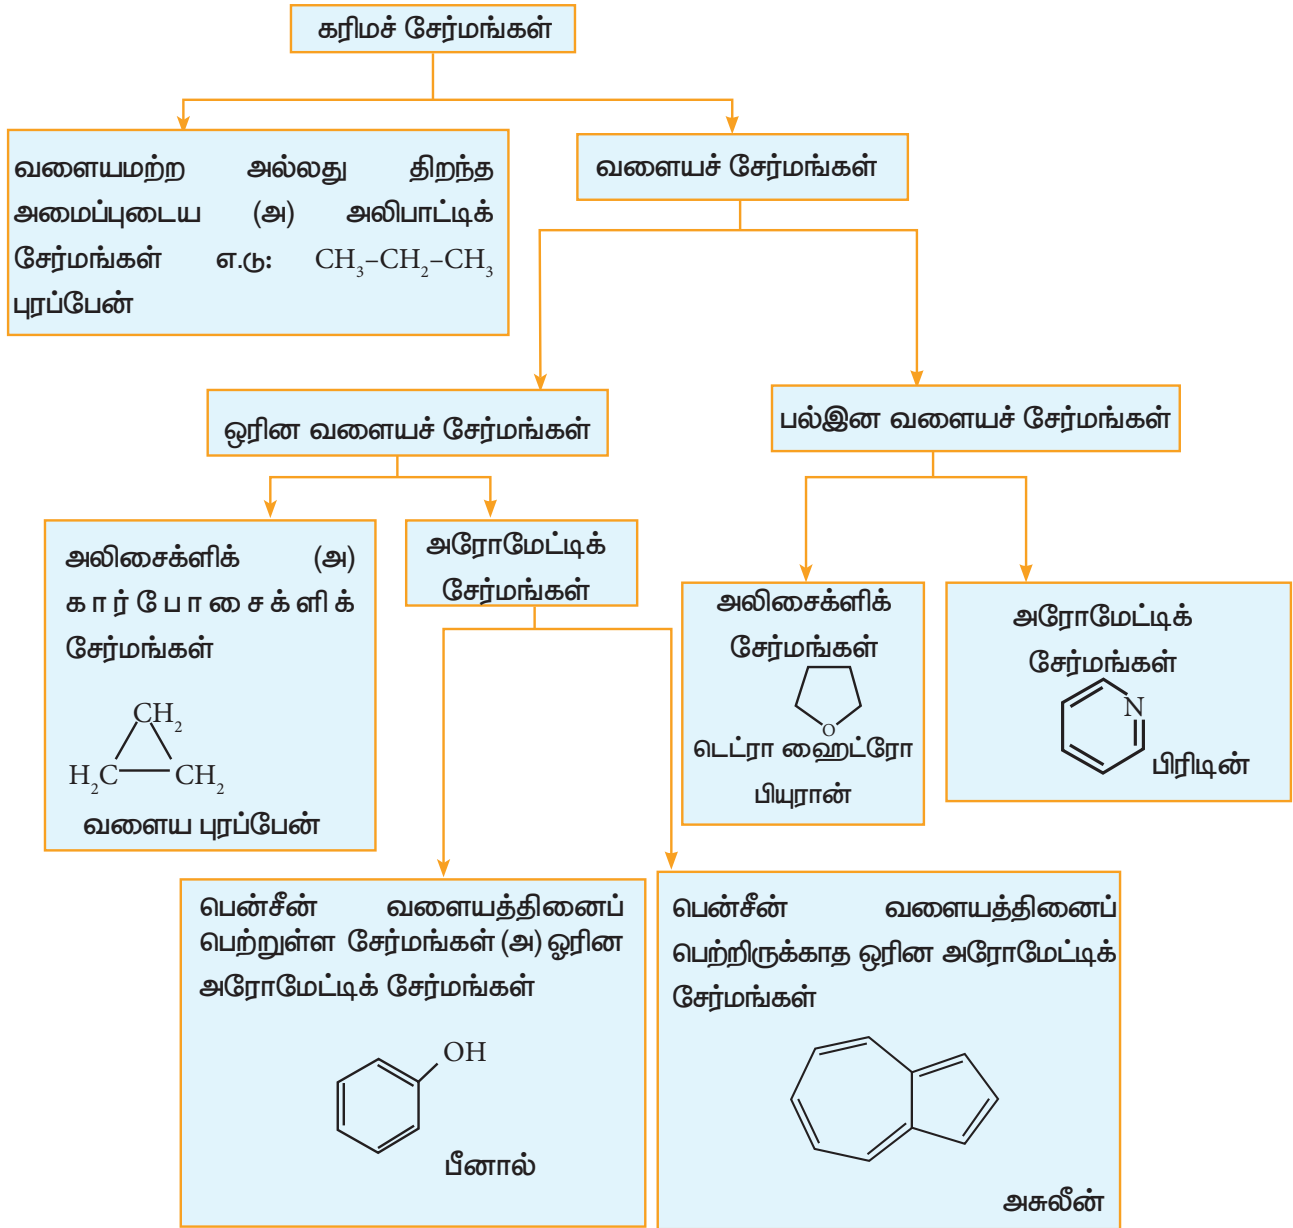 கரிமச் சேர்மங்கள்
வளையமற்ற அல்லது திறந்த
அமைப்புடைய (அ) அலிபாட்டிக்
சேர்மங்கள் எ.டு: CH₃–CH₂–CH₃
புரப்பேன்
வளையச் சேர்மங்கள்
ஒரின வளையச் சேர்மங்கள்
பல்இன வளையச் சேர்மங்கள்
அலிசைக்ளிக் (அ)
கார்போசைக்ளிக்
சேர்மங்கள்
CH₂
H₂C CH₂
வளைய புரப்பேன்
அரோமேட்டிக்
சேர்மங்கள்
அலிசைக்ளிக்
சேர்மங்கள்
O
டெட்ரா ஹைட்ரோ
பியுரான்
அரோமேட்டிக்
சேர்மங்கள்
N
பிரிடின்
பென்சீன் வளையத்தினைப்
பெற்றுள்ள சேர்மங்கள் (அ) ஓரின
அரோமேட்டிக் சேர்மங்கள்
OH
பீனால்
பென்சீன் வளையத்தினைப்
பெற்றிருக்காத ஒரின அரோமேட்டிக்
சேர்மங்கள்
அசுலீன்